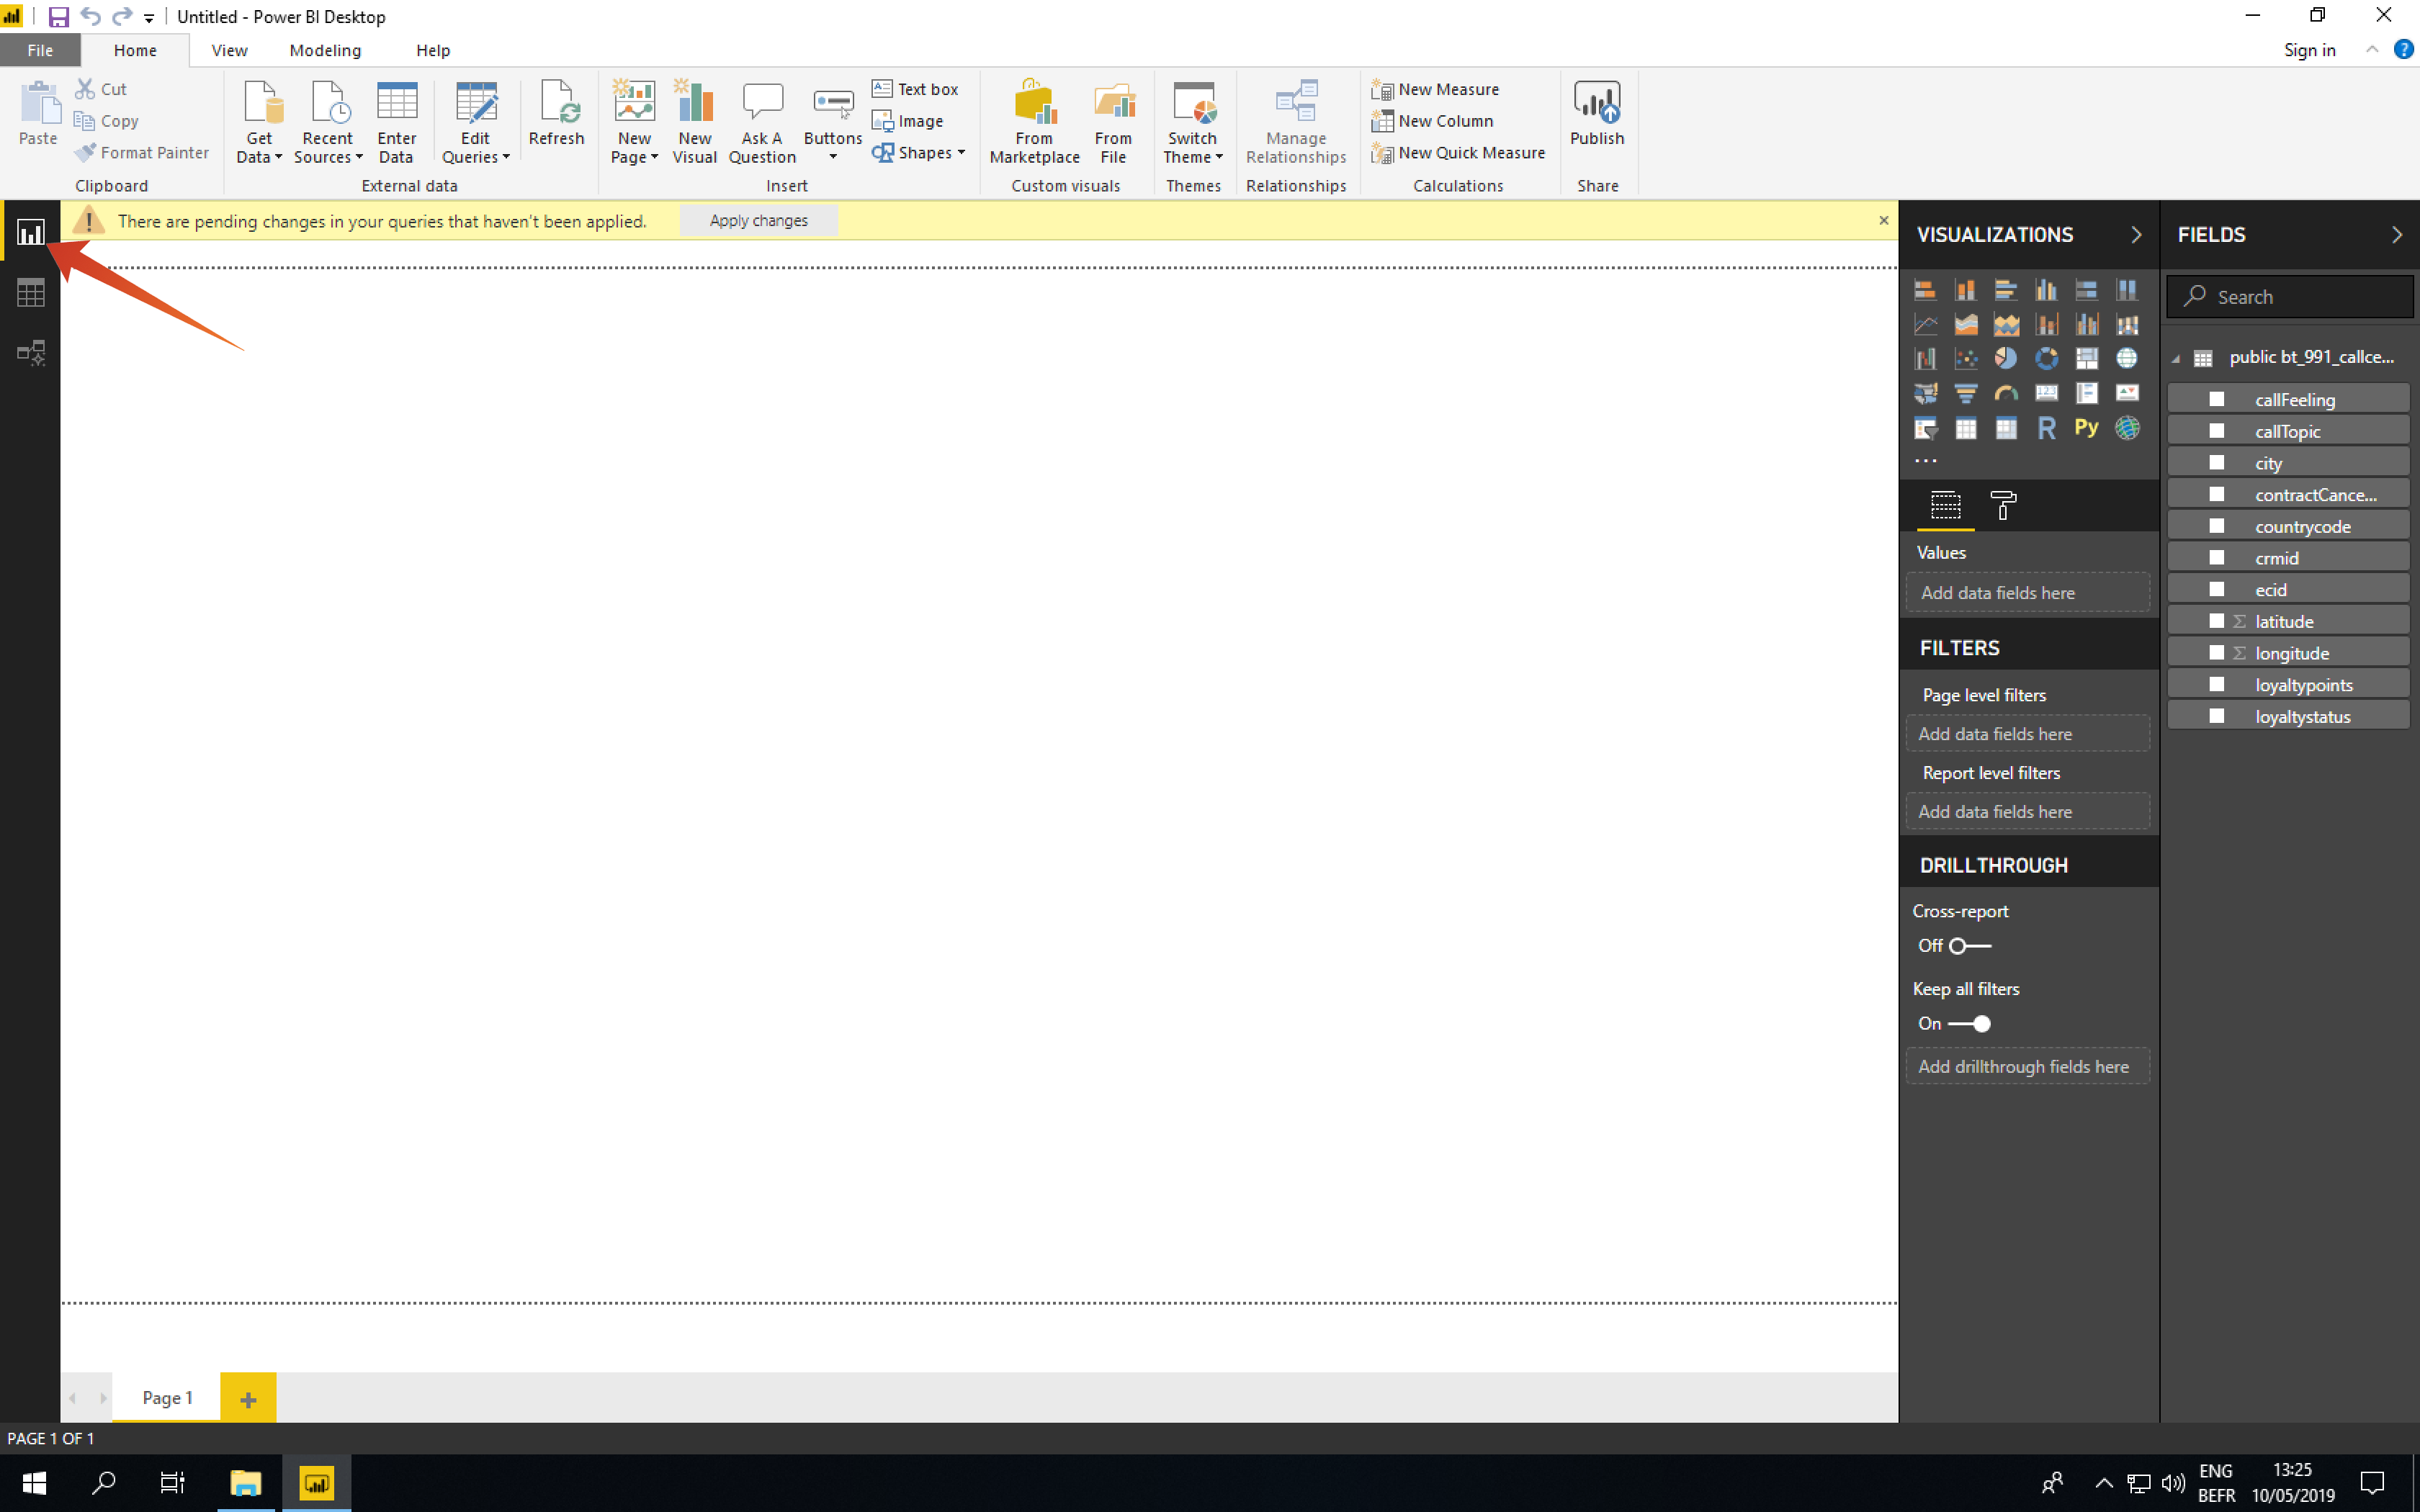 Untitled - Power BI Desktop
File
Home
View
Modeling
Help
Sign in
?
Paste
Cut
Copy
Format Painter
Clipboard
Get
Data
Recent
Sources
Enter
Data
Edit
Queries
Refresh
External data
New
Page
New
Visual
Ask A
Question
Buttons
Text box
Image
Shapes
Insert
From
Marketplace
From
File
Custom visuals
Switch
Theme
Themes
Manage
Relationships
Relationships
New Measure
New Column
New Quick Measure
Calculations
Publish
Share
There are pending changes in your queries that haven't been applied.
Apply changes
VISUALIZATIONS
R
Py
...
Values
Add data fields here
FILTERS
Page level filters
Add data fields here
Report level filters
Add data fields here
DRILLTHROUGH
Cross-report
Off
Keep all filters
On
Add drillthrough fields here
FIELDS
Search
public bt_991_callce...
callFeeling
callTopic
city
contractCance...
countrycode
crmid
ecid
Σ latitude
Σ longitude
loyaltypoints
loyaltystatus
Page 1
PAGE 1 OF 1
ENG
BEFR
13:25
10/05/2019